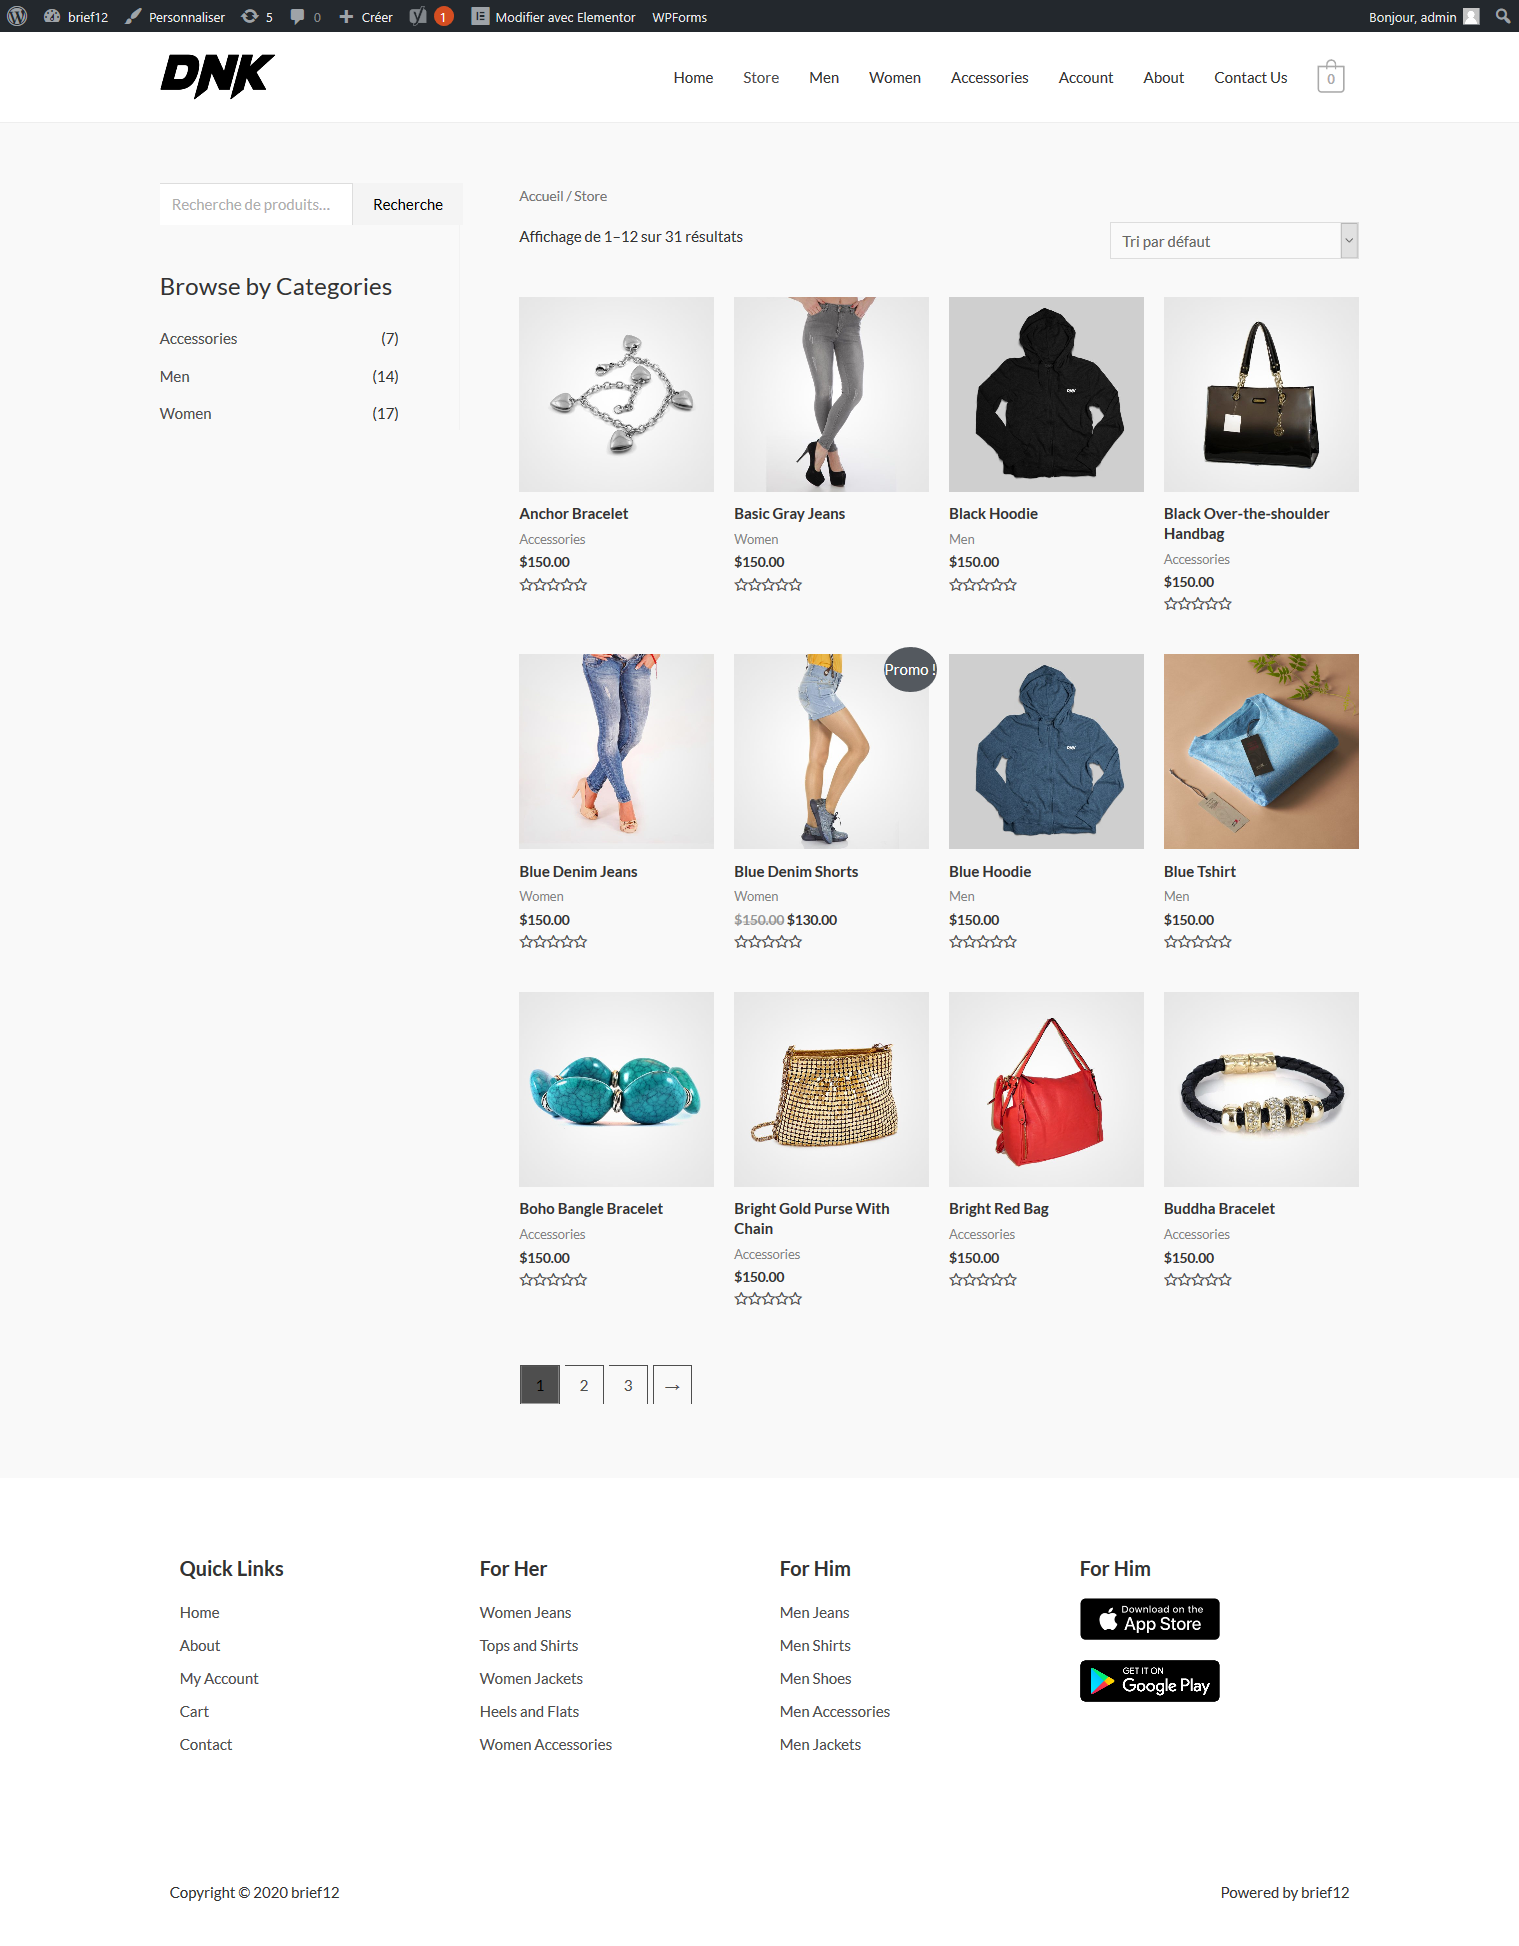 brief12 Personnaliser 5 0 Créer 1 Modifier avec Elementor WPForms Bonjour, admin
DNK
Home Store Men Women Accessories Account About Contact Us 0
Recherche de produits… Recherche
Browse by Categories
Accessories (7)
Men (14)
Women (17)
Accueil / Store
Affichage de 1–12 sur 31 résultats
Tri par défaut
Anchor Bracelet
Accessories
$150.00
Basic Gray Jeans
Women
$150.00
DNK
Black Hoodie
Men
$150.00
Black Over-the-shoulder
Handbag
Accessories
$150.00
Blue Denim Jeans
Women
$150.00
Promo !
Blue Denim Shorts
Women
$150.00 $130.00
DNK
Blue Hoodie
Men
$150.00
Blue Tshirt
Men
$150.00
Boho Bangle Bracelet
Accessories
$150.00
Bright Gold Purse With
Chain
Accessories
$150.00
Bright Red Bag
Accessories
$150.00
Buddha Bracelet
Accessories
$150.00
1 2 3 →
Quick Links
Home
About
My Account
Cart
Contact
For Her
Women Jeans
Tops and Shirts
Women Jackets
Heels and Flats
Women Accessories
For Him
Men Jeans
Men Shirts
Men Shoes
Men Accessories
Men Jackets
For Him
Download on the
App Store
GET IT ON
Google Play
Copyright © 2020 brief12
Powered by brief12